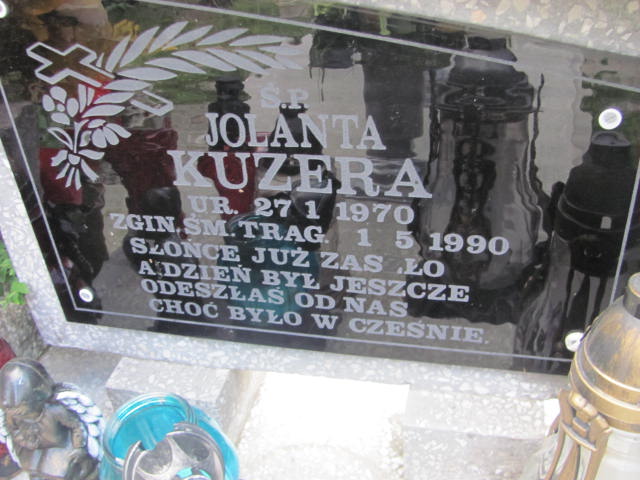 Ś.P.
JOLANTA
KUZERA
UR. 27 1 1970
ZGIN. ŚM. TRAG. 1 5 1990
SŁOŃCE JUŻ
A DZIEŃ BYŁ JESZCZE
ODESZŁAŚ OD NAS
CHOĆ BYŁO W CZEŚNIE.